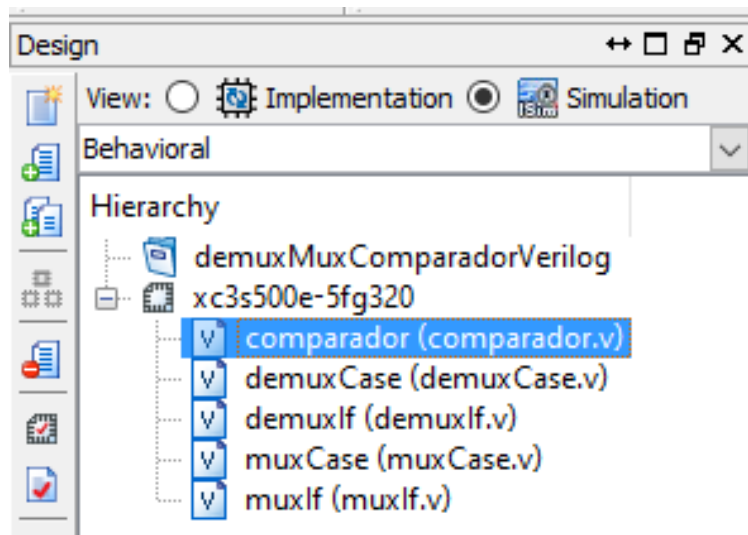 Design
View: Implementation Simulation
Behavioral
Hierarchy
demuxMuxComparadorVerilog
xc3s500e-5fg320
comparador (comparador.v)
demuxCase (demuxCase.v)
demuxIf (demuxIf.v)
muxCase (muxCase.v)
muxIf (muxIf.v)